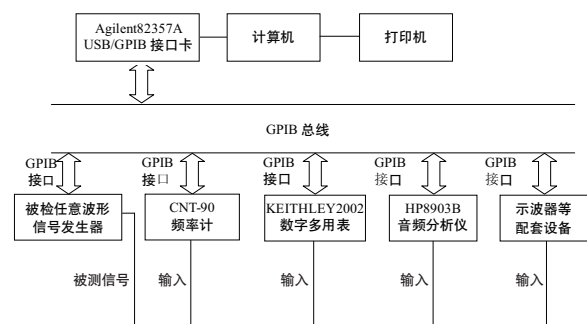 Agilent82357A
USB/GPIB 接口卡
计算机
打印机
GPIB 总线
GPIB
接口
GPIB
接口
GPIB
接口
GPIB
接口
GPIB
接口
被检任意波形
信号发生器
CNT-90
频率计
KEITHLEY2002
数字多用表
HP8903B
音频分析仪
示波器等
配套设备
被测信号
输入
输入
输入
输入